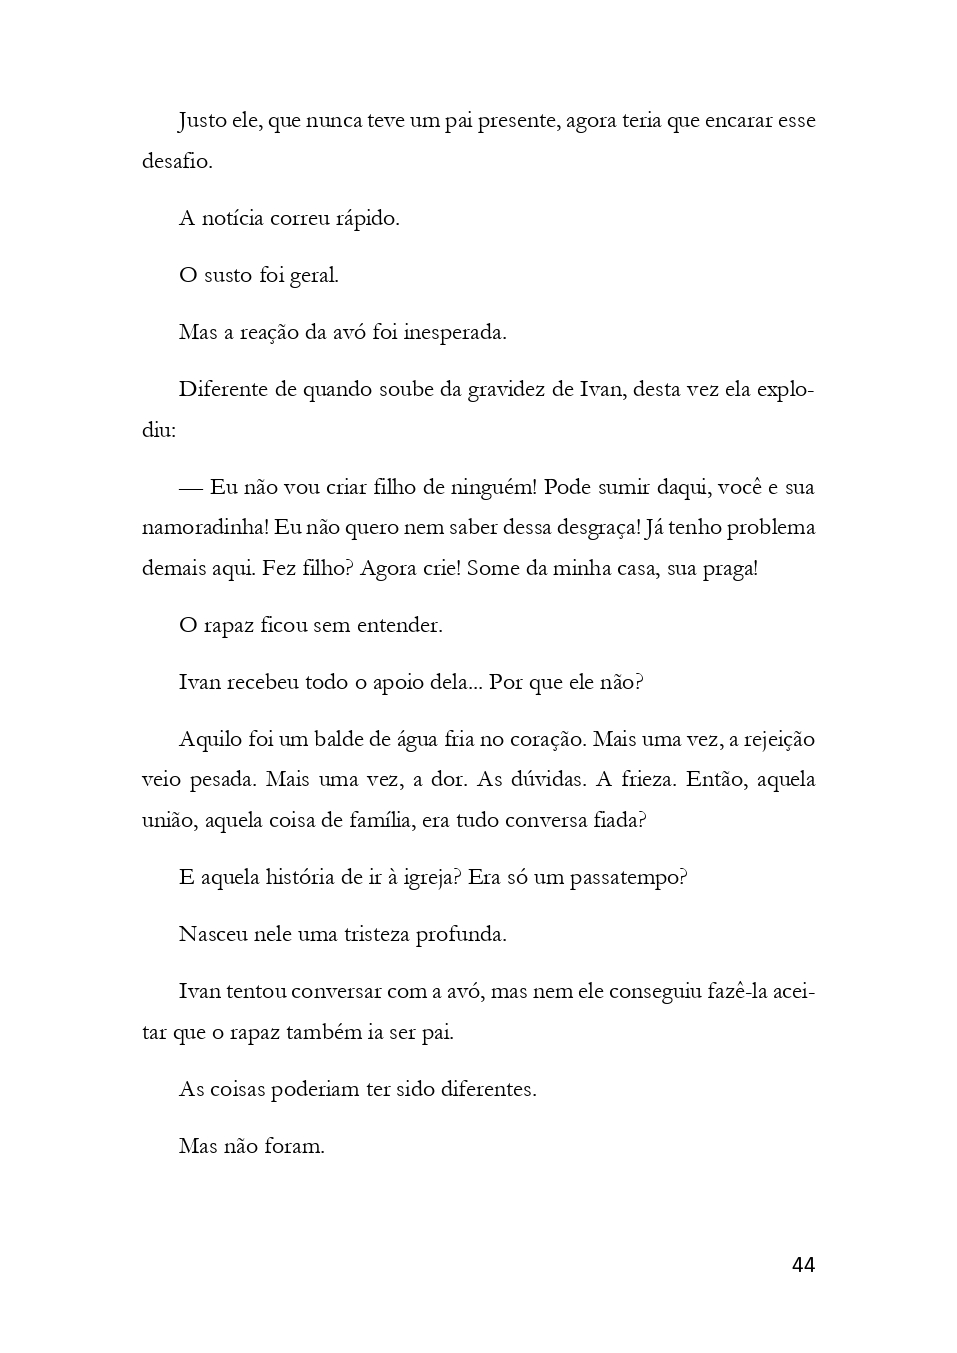 Justo ele, que nunca teve um pai presente, agora teria que encarar esse
desafio.
A notícia correu rápido.
O susto foi geral.
Mas a reação da avó foi inesperada.
Diferente de quando soube da gravidez de Ivan, desta vez ela explo-
diu:
— Eu não vou criar filho de ninguém! Pode sumir daqui, você e sua
namoradinha! Eu não quero nem saber dessa desgraça! Já tenho problema
demais aqui. Fez filho? Agora crie! Some da minha casa, sua praga!
O rapaz ficou sem entender.
Ivan recebeu todo o apoio dela... Por que ele não?
Aquilo foi um balde de água fria no coração. Mais uma vez, a rejeição
veio pesada. Mais uma vez, a dor. As dúvidas. A frieza. Então, aquela
união, aquela coisa de família, era tudo conversa fiada?
E aquela história de ir à igreja? Era só um passatempo?
Nasceu nele uma tristeza profunda.
Ivan tentou conversar com a avó, mas nem ele conseguiu fazê-la acei-
tar que o rapaz também ia ser pai.
As coisas poderiam ter sido diferentes.
Mas não foram.
44